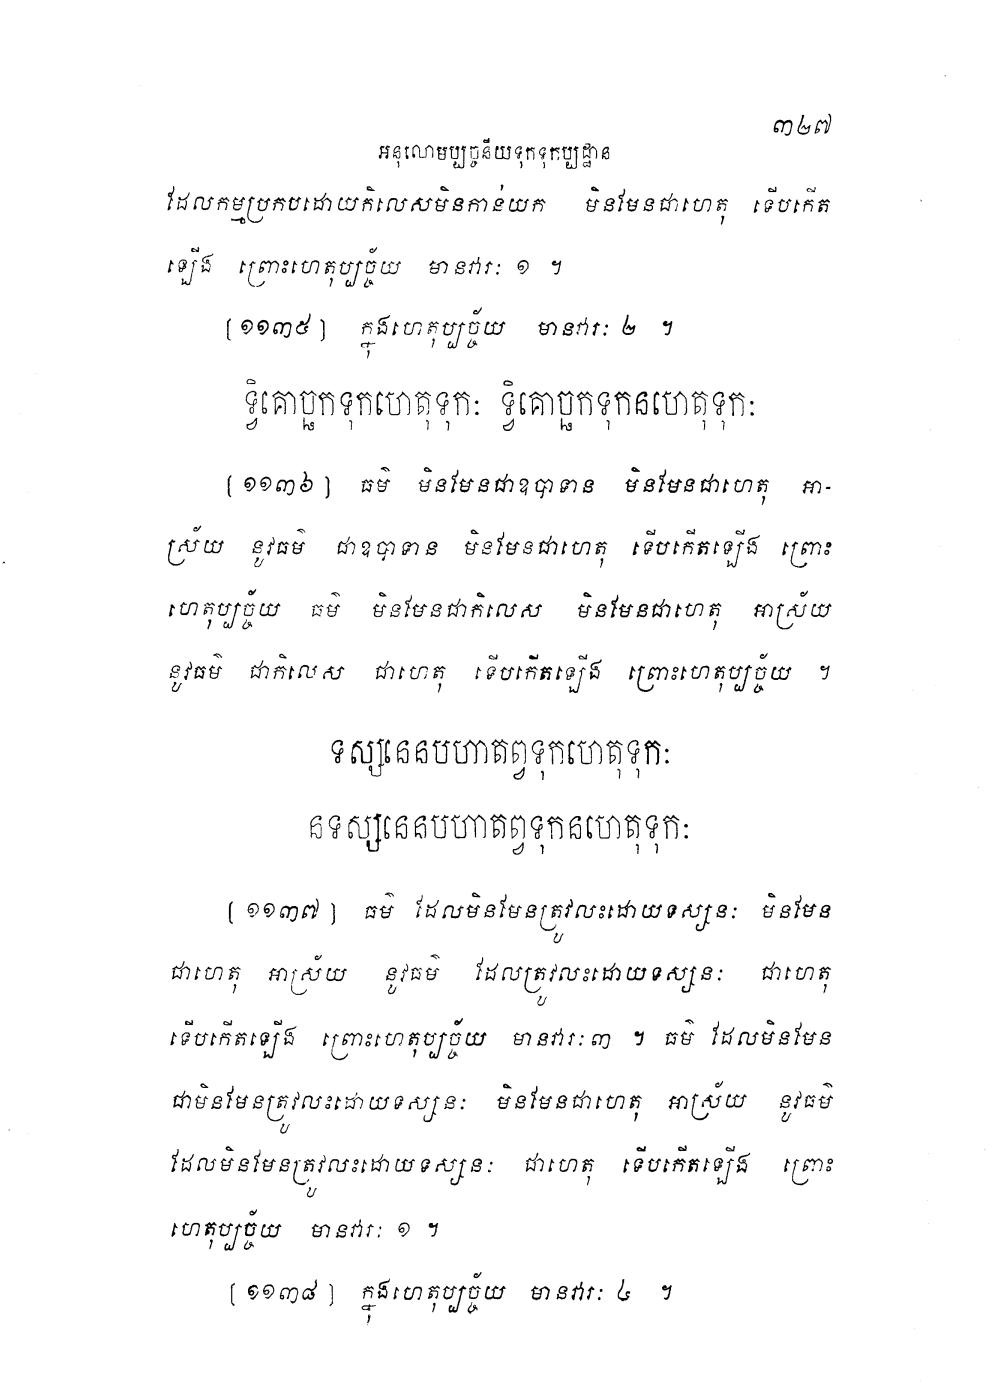 ៣២៧
អនុលោមប្បច្ចនីយទុកទុកប្បដ្ឋាន
ដែលកម្មប្រកបដោយកិលេសមិនកាន់យក មិនមែនជាហេតុ ទើបកើត
ឡើង ព្រោះហេតុប្បច្ច័យ មានវារៈ ១ ។
(១១៣៥) ក្នុងហេតុប្បច្ច័យ មានវារៈ ២ ។
ទ្វិគោច្ឆកទុកហេតុទុកៈ ទ្វិគោច្ឆកទុកនហេតុទុកៈ
(១១៣៦) ធម៌ មិនមែនជាឧបាទាន មិនមែនជាហេតុ អា-
ស្រ័យ នូវធម៌ ជាឧបាទាន មិនមែនជាហេតុ ទើបកើតឡើង ព្រោះ
ហេតុប្បច្ច័យ ធម៌ មិនមែនជាកិលេស មិនមែនជាហេតុ អាស្រ័យ
នូវធម៌ ជាកិលេស ជាហេតុ ទើបកើតឡើង ព្រោះហេតុប្បច្ច័យ ។
ទស្សនេនបហាតព្វទុកហេតុទុកៈ
នទស្សនេនបហាតព្វទុកនហេតុទុកៈ
(១១៣៧) ធម៌ ដែលមិនមែនត្រូវលះដោយទស្សនៈ មិនមែន
ជាហេតុ អាស្រ័យ នូវធម៌ ដែលត្រូវលះដោយទស្សនៈ ជាហេតុ
ទើបកើតឡើង ព្រោះហេតុប្បច្ច័យ មានវារៈ ៣ ។ ធម៌ ដែលមិនមែន
ជាមិនមែនត្រូវលះដោយទស្សនៈ មិនមែនជាហេតុ អាស្រ័យ នូវធម៌
ដែលមិនមែនត្រូវលះដោយទស្សនៈ ជាហេតុ ទើបកើតឡើង ព្រោះ
ហេតុប្បច្ច័យ មានវារៈ ១ ។
(១១៣៨) ក្នុងហេតុប្បច្ច័យ មានវារៈ ៤ ។